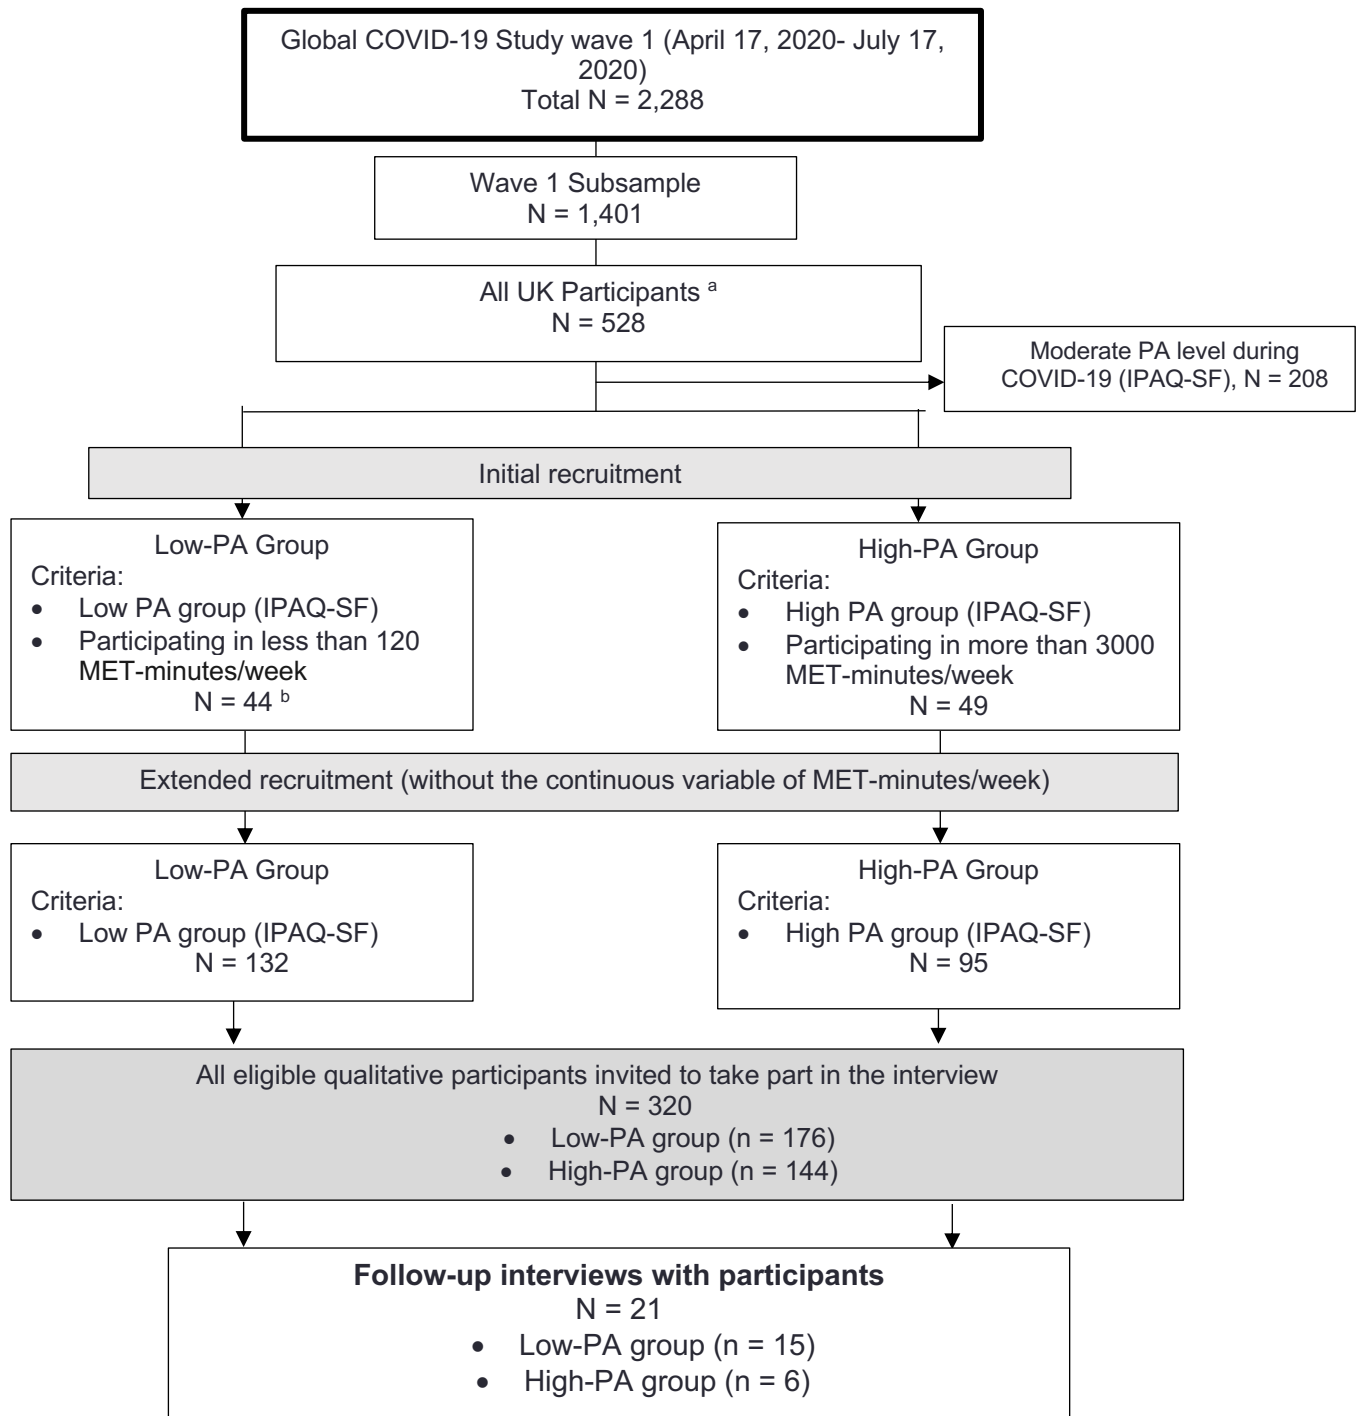 Global COVID-19 Study wave 1 (April 17, 2020- July 17,
2020)
Total N = 2,288
Wave 1 Subsample
N = 1,401
All UK Participants a
N = 528
Moderate PA level during
COVID-19 (IPAQ-SF), N = 208
Initial recruitment
Low-PA Group
Criteria:
• Low PA group (IPAQ-SF)
• Participating in less than 120
MET-minutes/week
N = 44 b
High-PA Group
Criteria:
• High PA group (IPAQ-SF)
• Participating in more than 3000
MET-minutes/week
N = 49
Extended recruitment (without the continuous variable of MET-minutes/week)
Low-PA Group
Criteria:
• Low PA group (IPAQ-SF)
N = 132
High-PA Group
Criteria:
• High PA group (IPAQ-SF)
N = 95
All eligible qualitative participants invited to take part in the interview
N = 320
• Low-PA group (n = 176)
• High-PA group (n = 144)
Follow-up interviews with participants
N = 21
• Low-PA group (n = 15)
• High-PA group (n = 6)